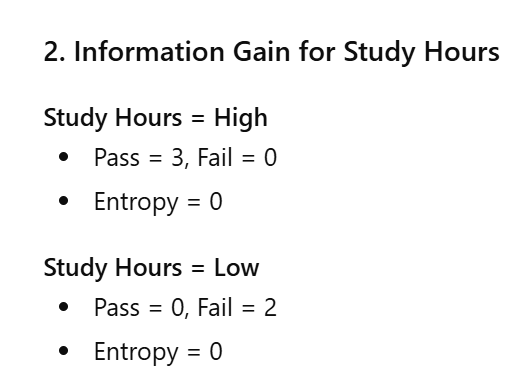 2. Information Gain for Study Hours
Study Hours = High
• Pass = 3, Fail = 0
• Entropy = 0
Study Hours = Low
• Pass = 0, Fail = 2
• Entropy = 0